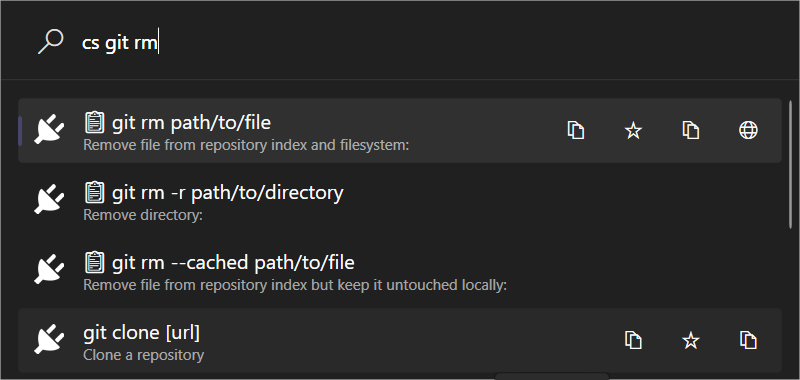 cs git rm
git rm path/to/file
Remove file from repository index and filesystem:
git rm -r path/to/directory
Remove directory:
git rm --cached path/to/file
Remove file from repository index but keep it untouched locally:
git clone [url]
Clone a repository